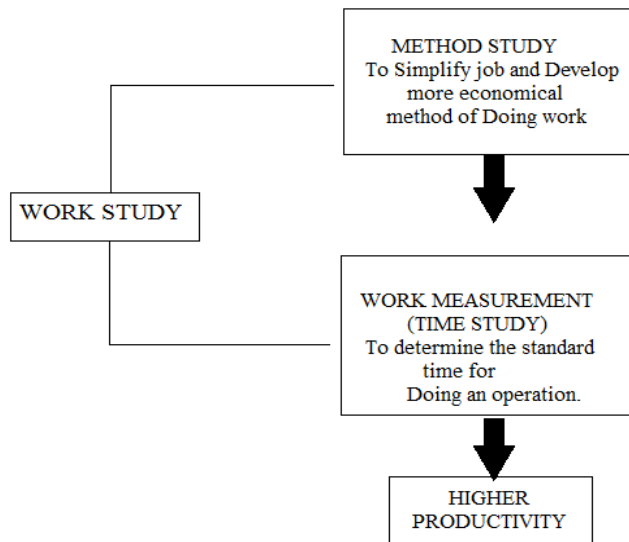 METHOD STUDY
To Simplify job and Develop
more economical
method of Doing work
WORK STUDY
WORK MEASUREMENT
(TIME STUDY)
To determine the standard
time for
Doing an operation.
HIGHER
PRODUCTIVITY